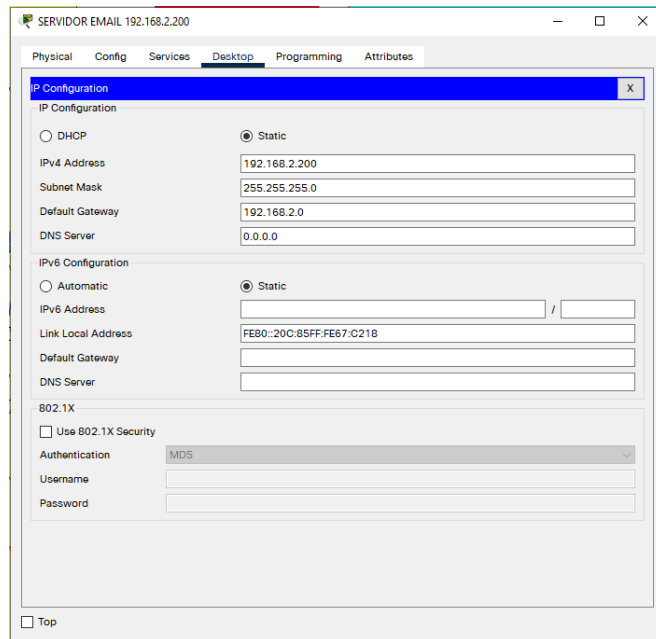 SERVIDOR EMAIL 192.168.2.200
Physical Config Services Desktop Programming Attributes
IP Configuration X
IP Configuration
DHCP Static
IPv4 Address 192.168.2.200
Subnet Mask 255.255.255.0
Default Gateway 192.168.2.0
DNS Server 0.0.0.0
IPv6 Configuration
Automatic Static
IPv6 Address /
Link Local Address FE80::20C:85FF:FE67:C218
Default Gateway
DNS Server
802.1X
Use 802.1X Security
Authentication MD5
Username
Password
Top